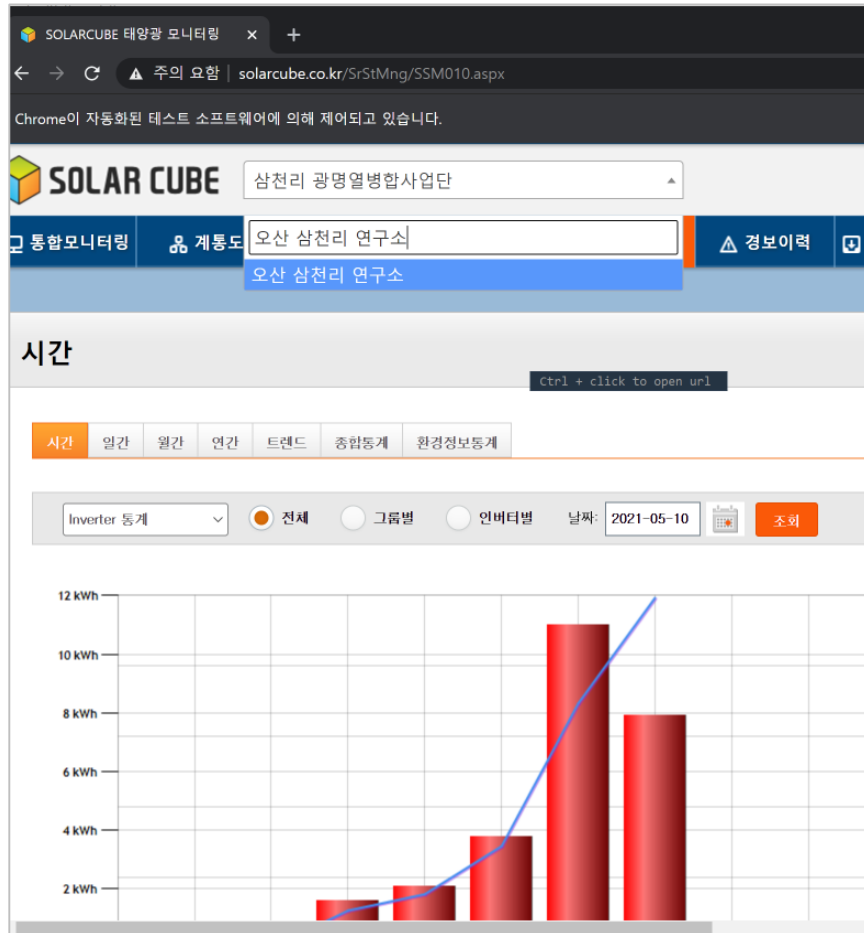 SOLARCUBE 태양광 모니터링
주의 요함 | solarcube.co.kr/SrStMng/SSM010.aspx
Chrome이 자동화된 테스트 소프트웨어에 의해 제어되고 있습니다.
SOLAR CUBE 삼천리 광명열병합사업단
통합모니터링 계통도 오산 삼천리 연구소 경보이력
오산 삼천리 연구소
시간
Ctrl + click to open url
시간 일간 월간 연간 트렌드 종합통계 환경정보통계
Inverter 통계 전체 그룹별 인버터별 날짜: 2021-05-10 조회
12 kWh
10 kWh
8 kWh
6 kWh
4 kWh
2 kWh